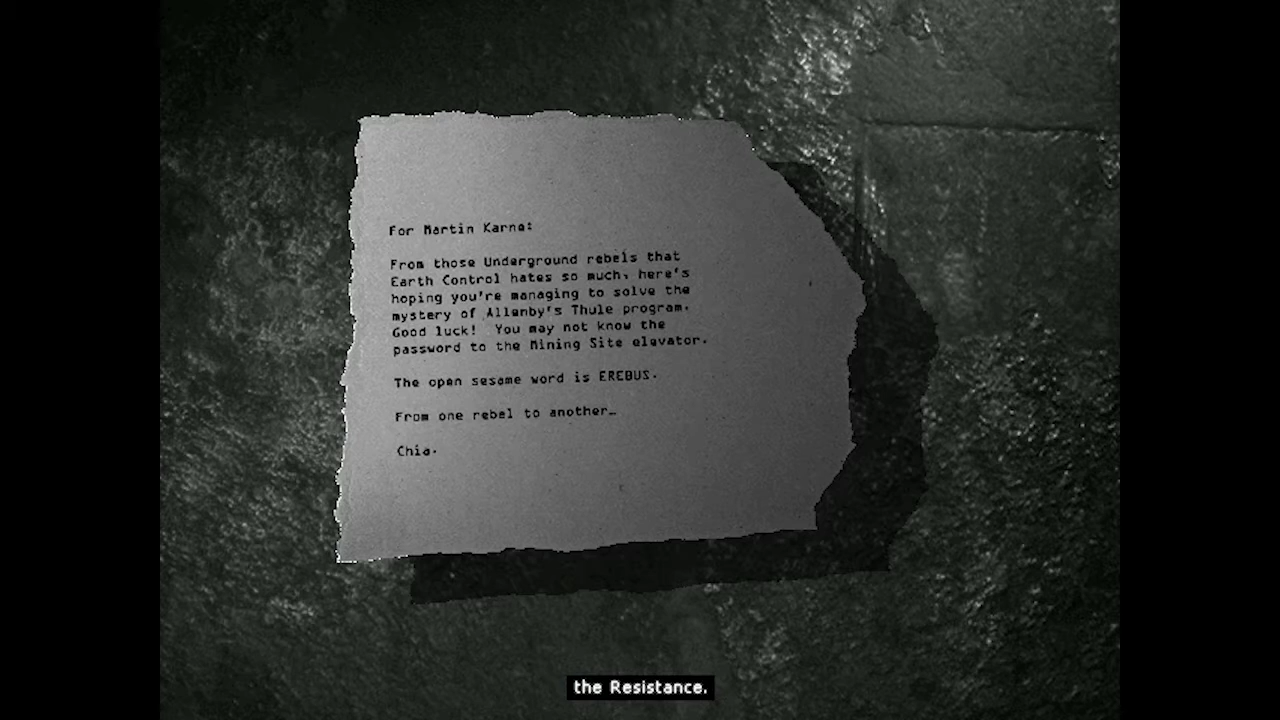 For Martin Karne:
From those Underground rebels that
Earth Control hates so much, here's
hoping you're managing to solve the
mystery of Allenby's Thule program.
Good luck! You may not know the
password to the Mining Site elevator.
The open sesame word is EREBUS.
From one rebel to another…
Chia.
the Resistance.